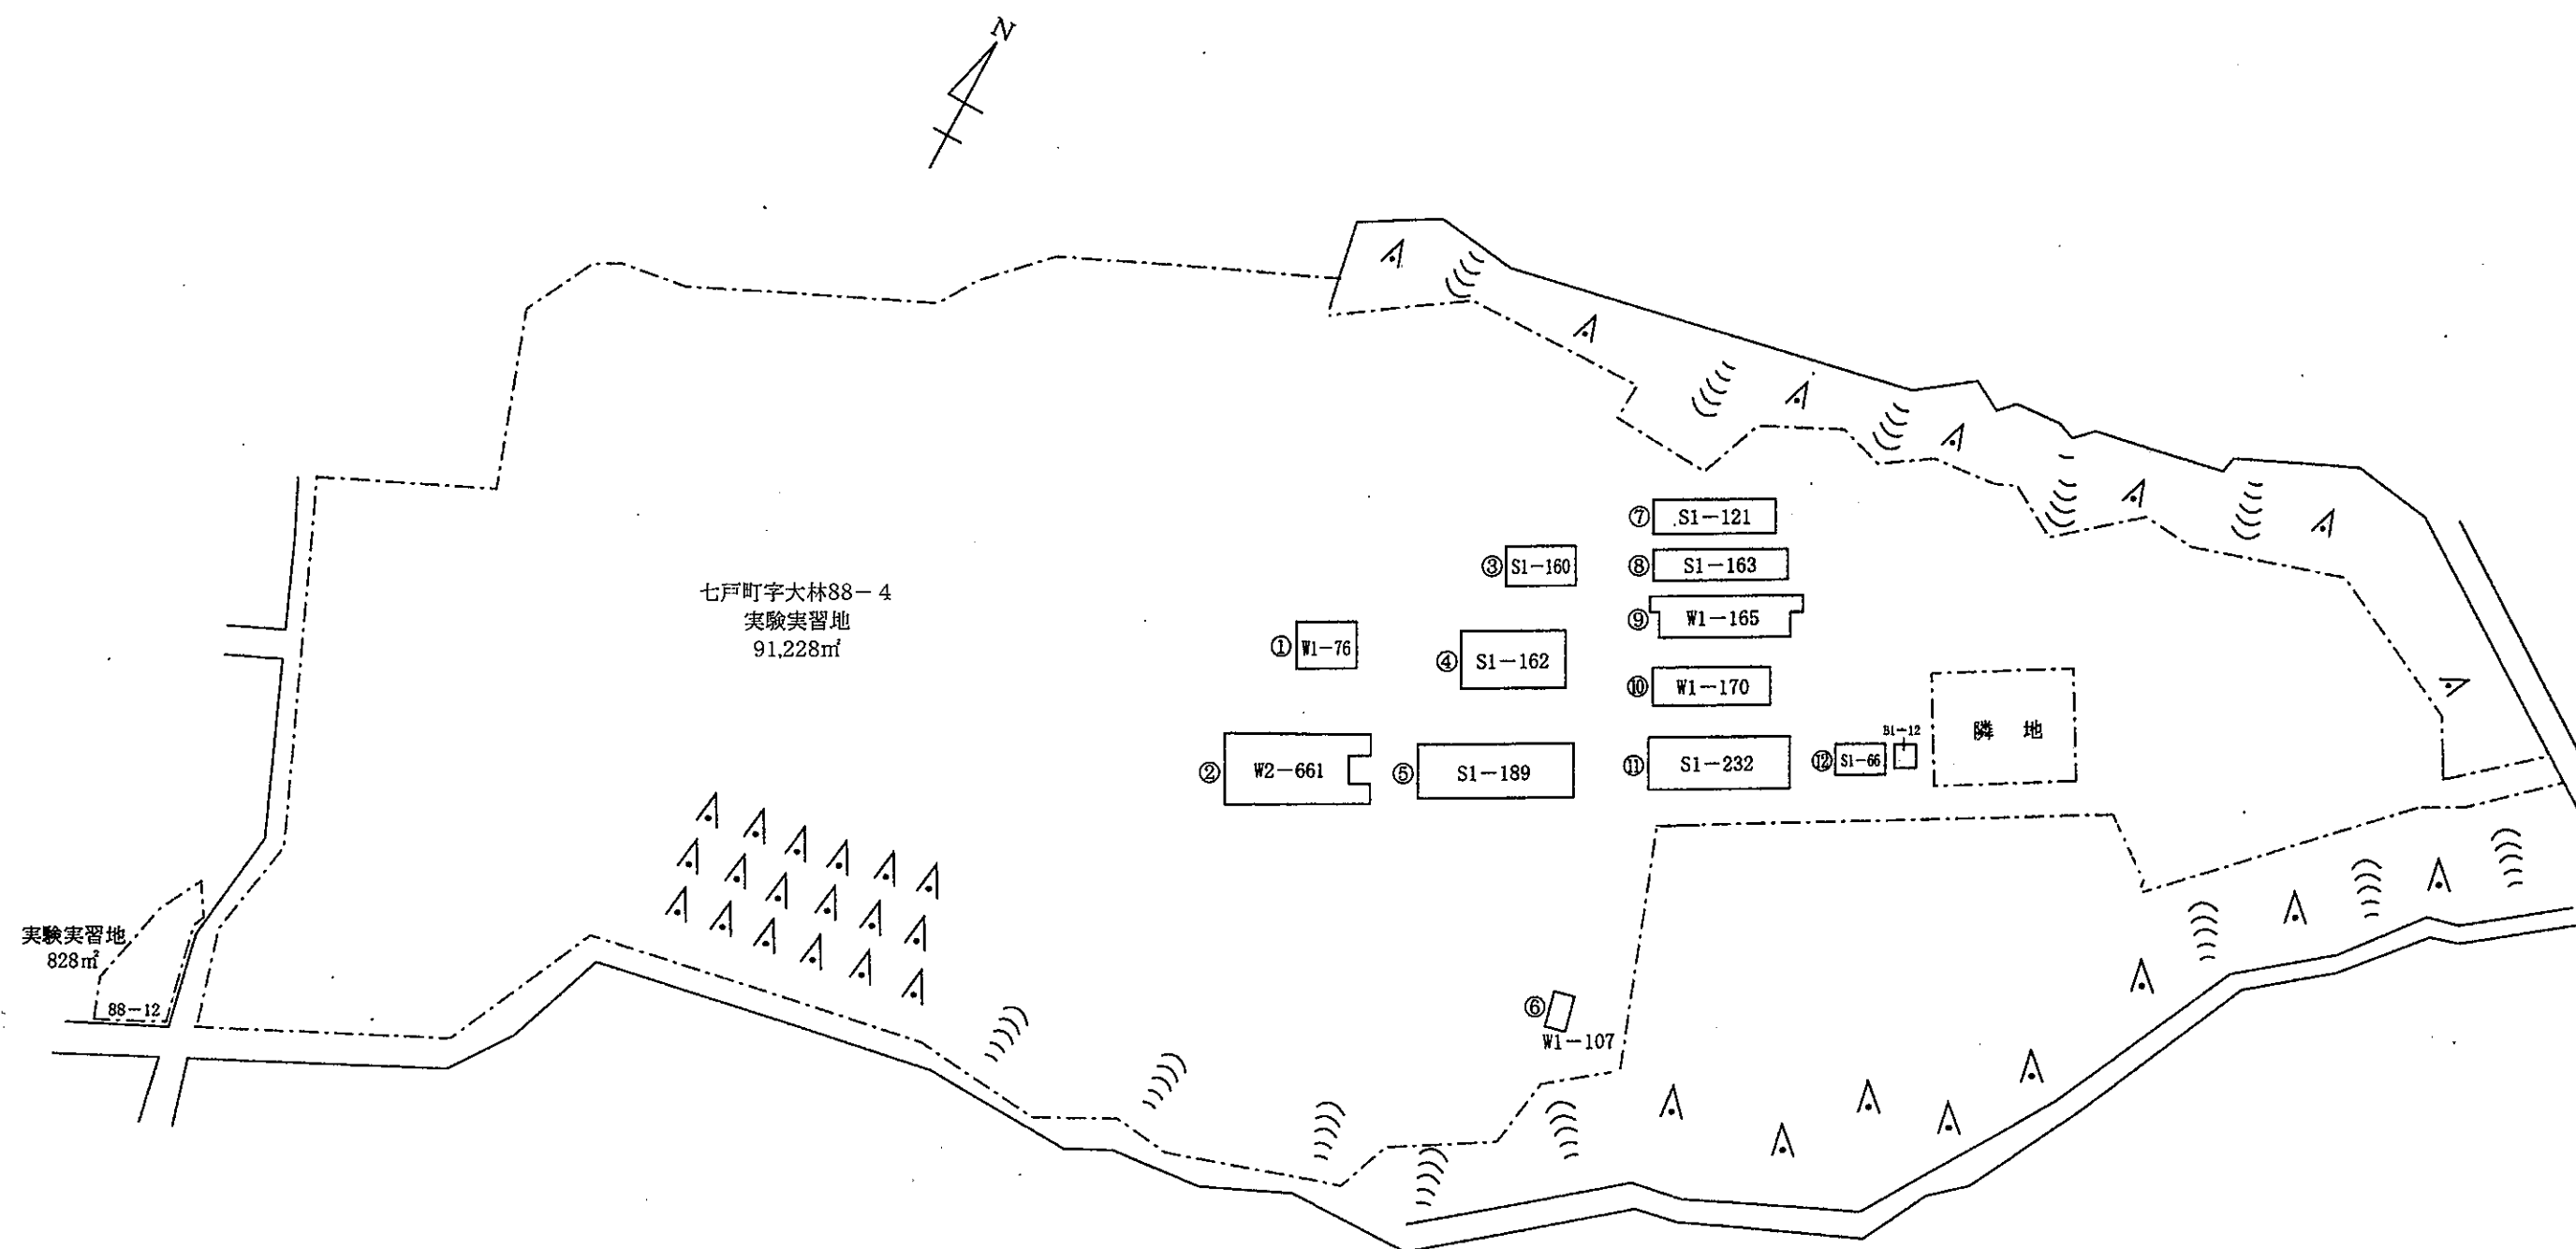 N
⑦ S1-121
③ S1-160
⑧ S1-163
七戸町字大林88-4
実験実習地
91,228㎡
⑨ W1-165
① W1-76
④ S1-162
⑩ W1-170
隣 地
B1-12
② W2-661
⑤ S1-189
⑪ S1-232
⑫ S1-66
実験実習地
828㎡
88-12
⑥
W1-107